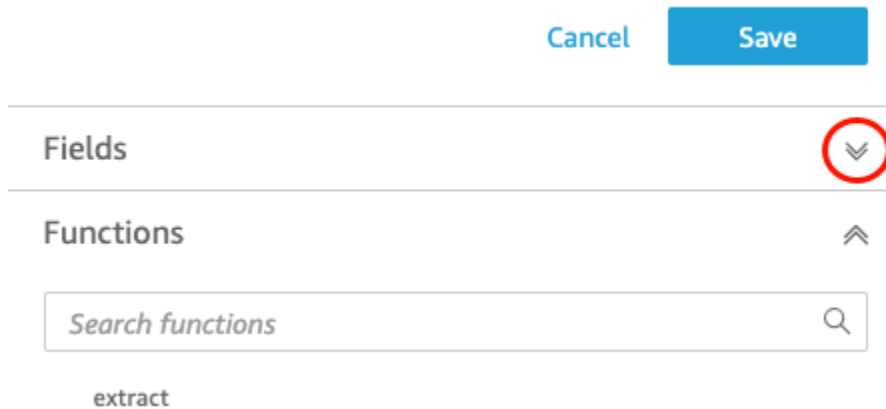 Cancel Save
Fields
Functions
Search functions
extract